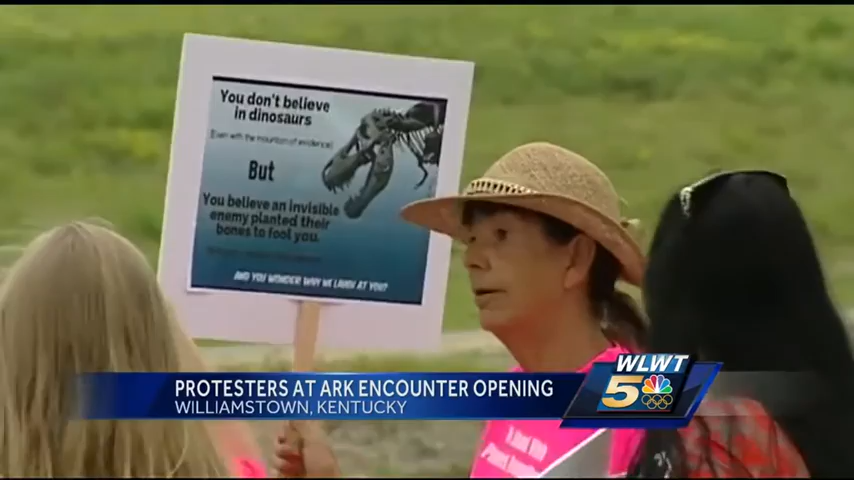 You don't believe
in dinosaurs
(Even with the mountain of evidence)
But
You believe an invisible
enemy planted their
bones to fool you.
AND YOU WONDER WHY WE LAUGH AT YOU?
WLWT
5
PROTESTERS AT ARK ENCOUNTER OPENING
WILLIAMSTOWN, KENTUCKY